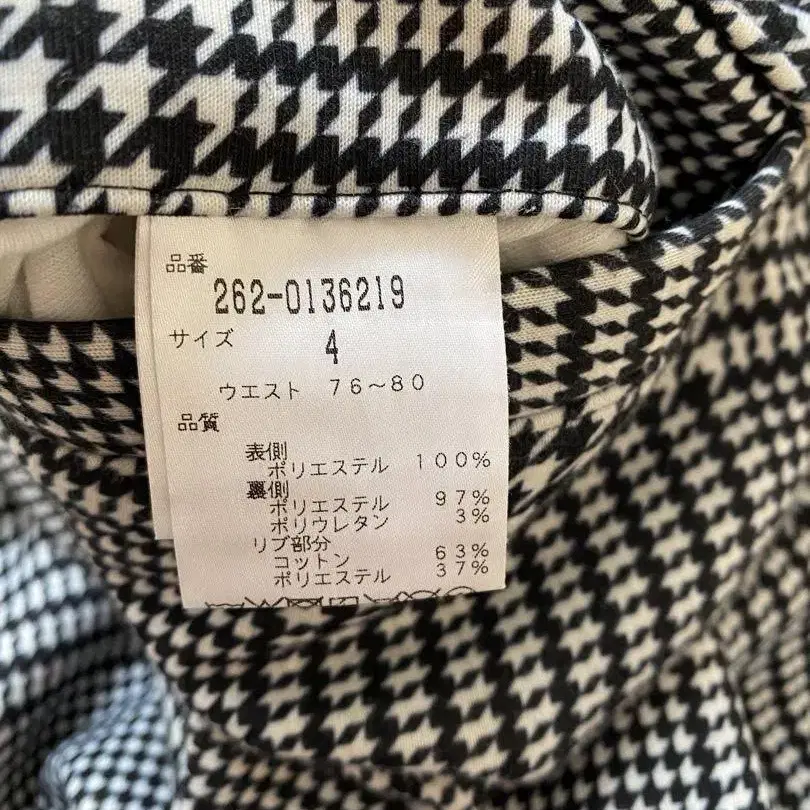 品番
262-0136219
サイズ 4
ウエスト 76～80
品質
表側
ポリエステル 100%
裏側
ポリエステル 97%
ポリウレタン 3%
リブ部分
コットン 63%
ポリエステル 37%